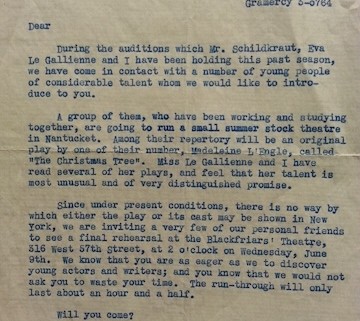 Gramercy 5-0764
Dear
During the auditions which Mr. Schildkraut, Eva
Le Gallienne and I have been holding this past season,
we have come in contact with a number of young people
of considerable talent whom we would like to intro-
duce to you.
A group of them, who have been working and studying
together, are going to run a small summer stock theatre
in Nantucket. Among their repertory will be an original
play by one of their number, Madeleine L'Engle, called
"The Christmas Tree". Miss Le Gallienne and I have
read several of her plays, and feel that her talent is
most unusual and of very distinguished promise.
Since under present conditions, there is no way by
which either the play or its cast may be shown in New
York, we are inviting a very few of our personal friends
to see a final rehearsal at the Blackfriars' Theatre,
316 West 57th Street, at 2 o'clock on Wednesday, June
9th. We know that you are as eager as we to discover
young actors and writers; and you know that we would not
ask you to waste your time. The run-through will only
last about an hour and a half.
Will you come?